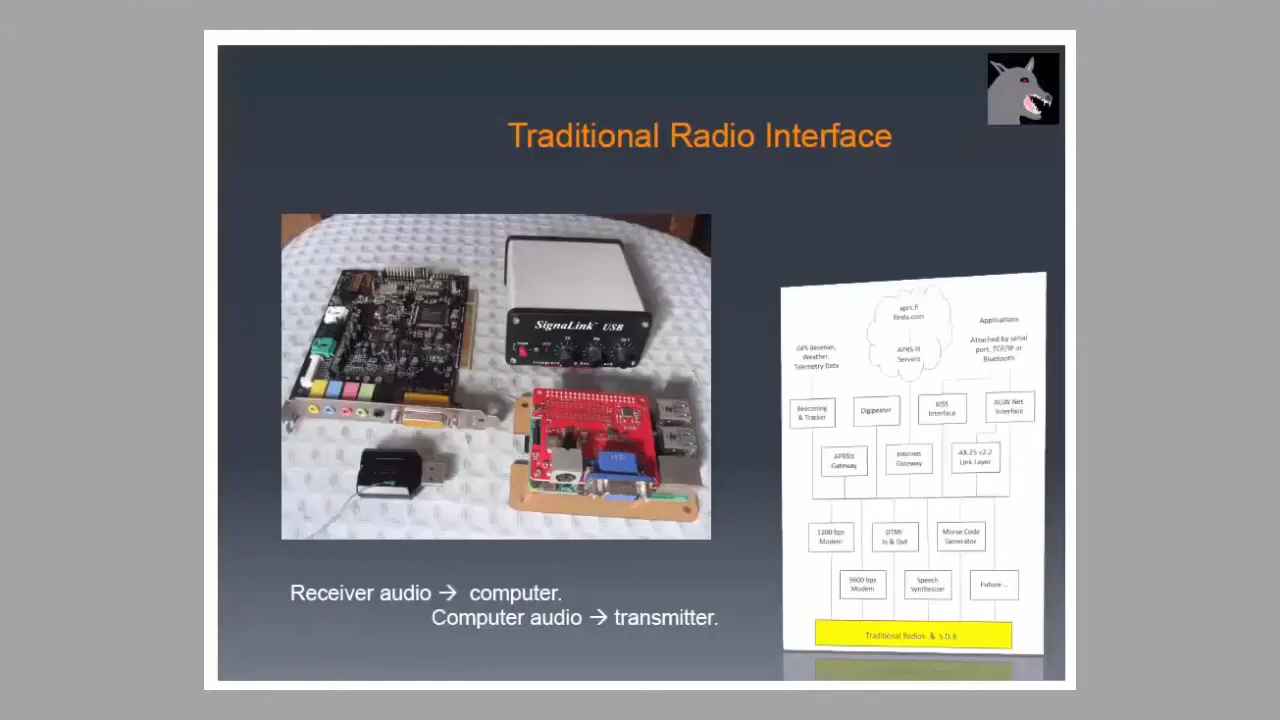 Traditional Radio Interface
SignaLink™ USB
Receiver audio → computer.
Computer audio → transmitter.
aprs.fi
findu.com
APRS-IS
Servers
Applications
Attached by serial
port, TCP/IP or
Bluetooth
GPS Receiver,
Weather,
Telemetry Data
Beaconing
& Tracker
Digipeater
KISS
Interface
AGW Net
Interface
APRStt
Gateway
Internet
Gateway
AX.25 v2.2
Link Layer
1200 bps
Modem
DTMF
In & Out
Morse Code
Generator
9600 bps
Modem
Speech
Synthesizer
Future ...
Traditional Radios & S D R